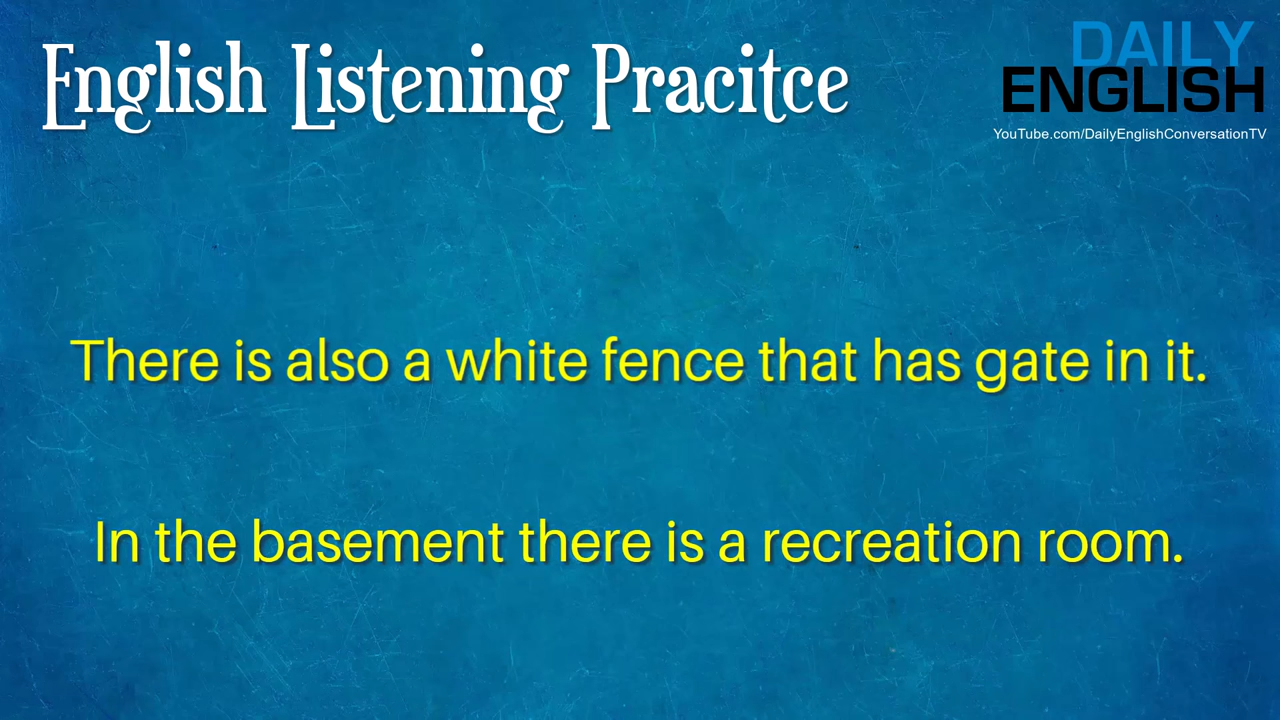 English Listening Pracitce
DAILY
ENGLISH
YouTube.com/DailyEnglishConversationTV
There is also a white fence that has gate in it.
In the basement there is a recreation room.